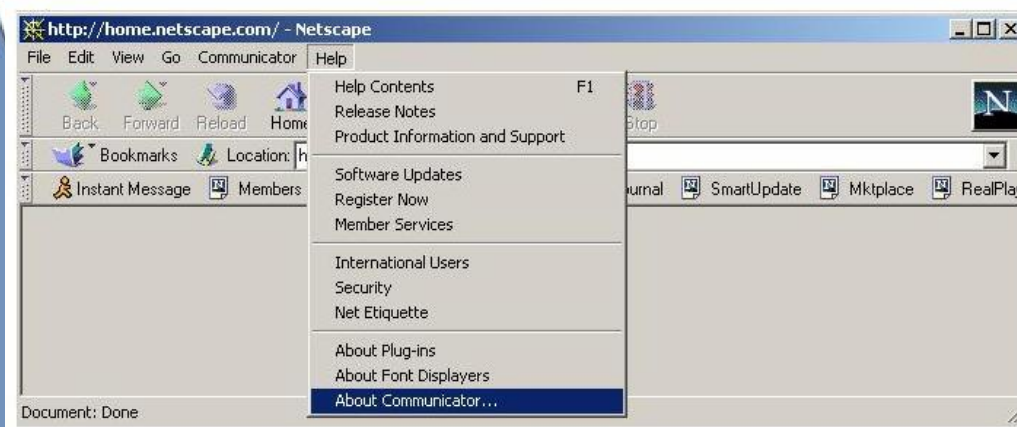 http://home.netscape.com/ - Netscape
File Edit View Go Communicator Help
Back Forward Reload Home Stop
Bookmarks Location: h
Instant Message Members SmartUpdate Mktplace
Help Contents F1
Release Notes
Product Information and Support
Software Updates
Register Now
Member Services
International Users
Security
Net Etiquette
About Plug-ins
About Font Displayers
About Communicator...
Document: Done
N